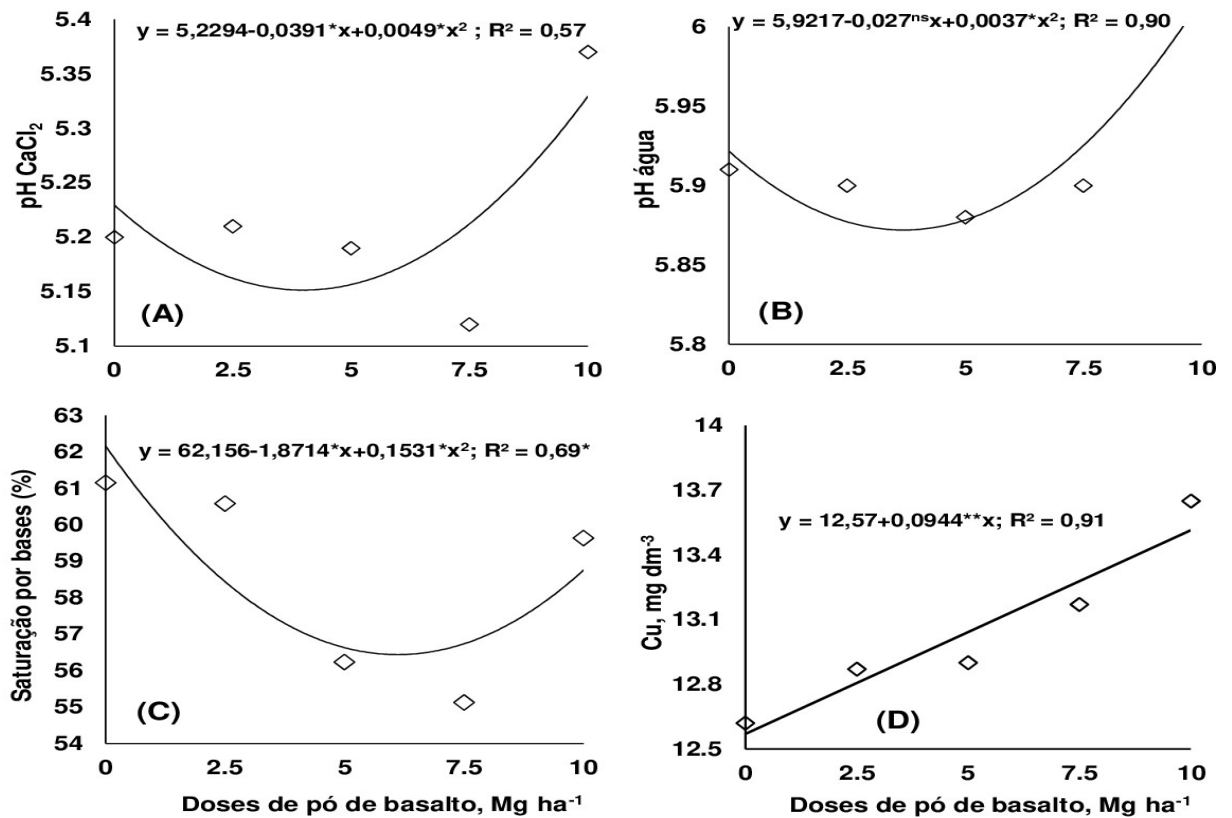 y = 5,2294-0,0391*x+0,0049*x² ; R² = 0,57
5.4
5.35
5.3
5.25
5.2
5.15
5.1
pH CaCl₂
(A)
0 2.5 5 7.5 10
y = 5,9217-0,027ⁿˢx+0,0037*x²; R² = 0,90
6
5.95
5.9
5.85
5.8
pH água
(B)
0 2.5 5 7.5 10
63
62
61
60
59
58
57
56
55
54
Saturação por bases (%)
y = 62,156-1,8714*x+0,1531*x²; R² = 0,69*
(C)
0 2.5 5 7.5 10
Doses de pó de basalto, Mg ha⁻¹
14
13.7
13.4
13.1
12.8
12.5
Cu, mg dm⁻³
y = 12,57+0,0944**x; R² = 0,91
(D)
0 2.5 5 7.5 10
Doses de pó de basalto, Mg ha⁻¹